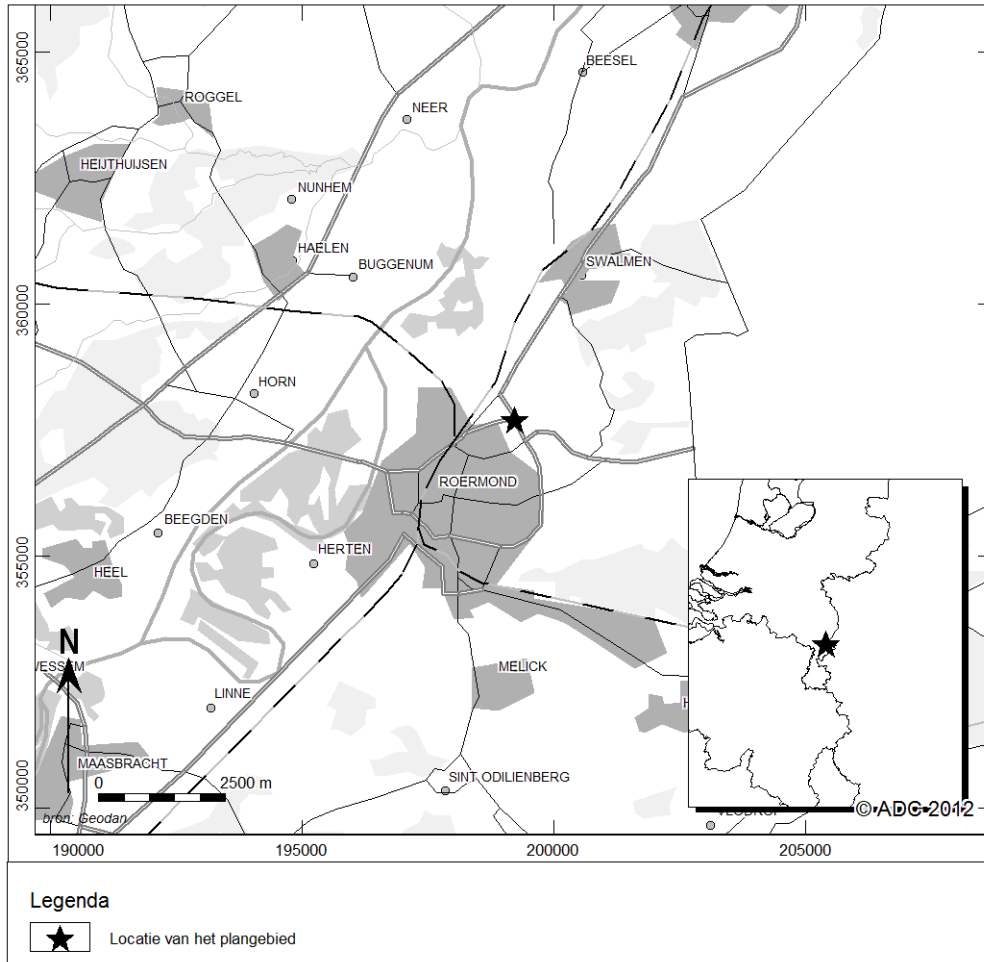 365000
BEESEL
ROGGEL
NEER
HEIJTHUIJSEN
NUNHEM
HAELEN
BUGGENUM
SWALMEN
360000
HORN
ROERMOND
BEEGDEN
HERTEN
355000
HEEL
N
WESSEM
MELICK
H
LINNE
MAASBRACHT
0 2500 m
SINT ODILIENBERG
350000
bron: Geodan
© ADC 2012
190000 195000 200000 205000
Legenda
Locatie van het plangebied